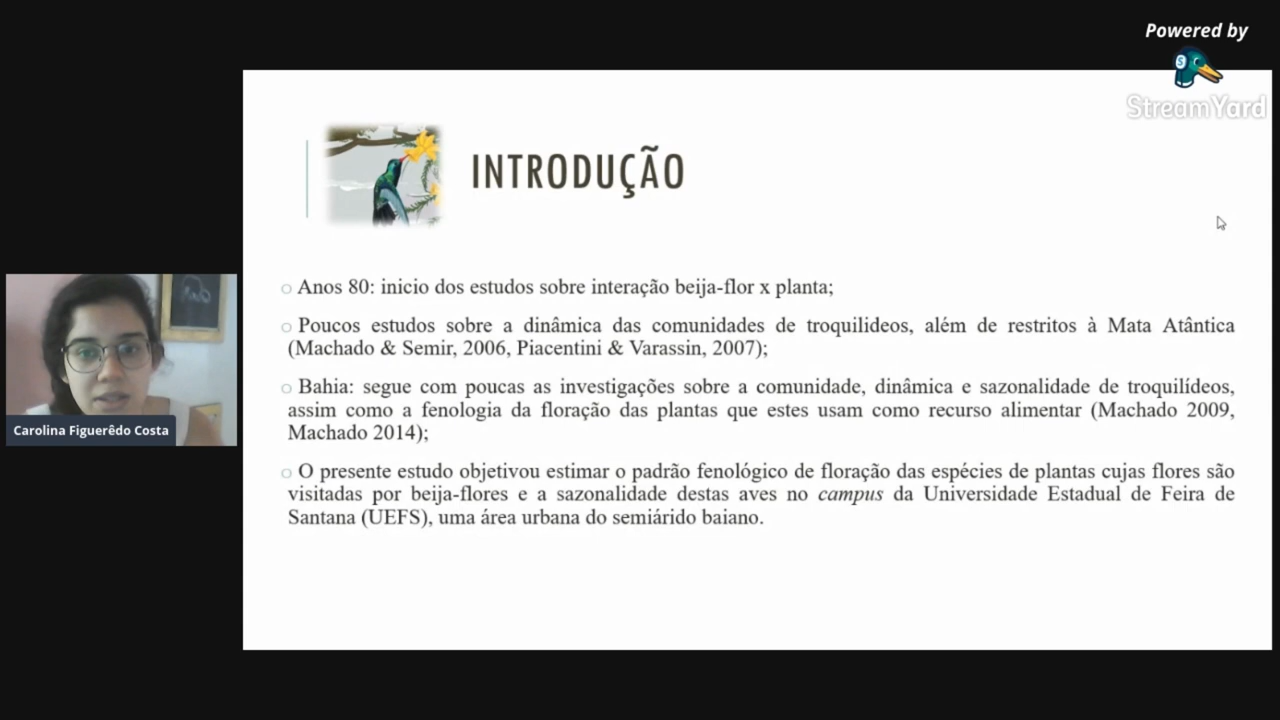 Powered by
StreamYard
INTRODUÇÃO
o Anos 80: inicio dos estudos sobre interação beija-flor x planta;
o Poucos estudos sobre a dinâmica das comunidades de troquilideos, além de restritos à Mata Atântica
(Machado & Semir, 2006, Piacentini & Varassin, 2007);
o Bahia: segue com poucas as investigações sobre a comunidade, dinâmica e sazonalidade de troquilídeos,
assim como a fenologia da floração das plantas que estes usam como recurso alimentar (Machado 2009,
Machado 2014);
o O presente estudo objetivou estimar o padrão fenológico de floração das espécies de plantas cujas flores são
visitadas por beija-flores e a sazonalidade destas aves no campus da Universidade Estadual de Feira de
Santana (UEFS), uma área urbana do semiárido baiano.
Carolina Figuerêdo Costa